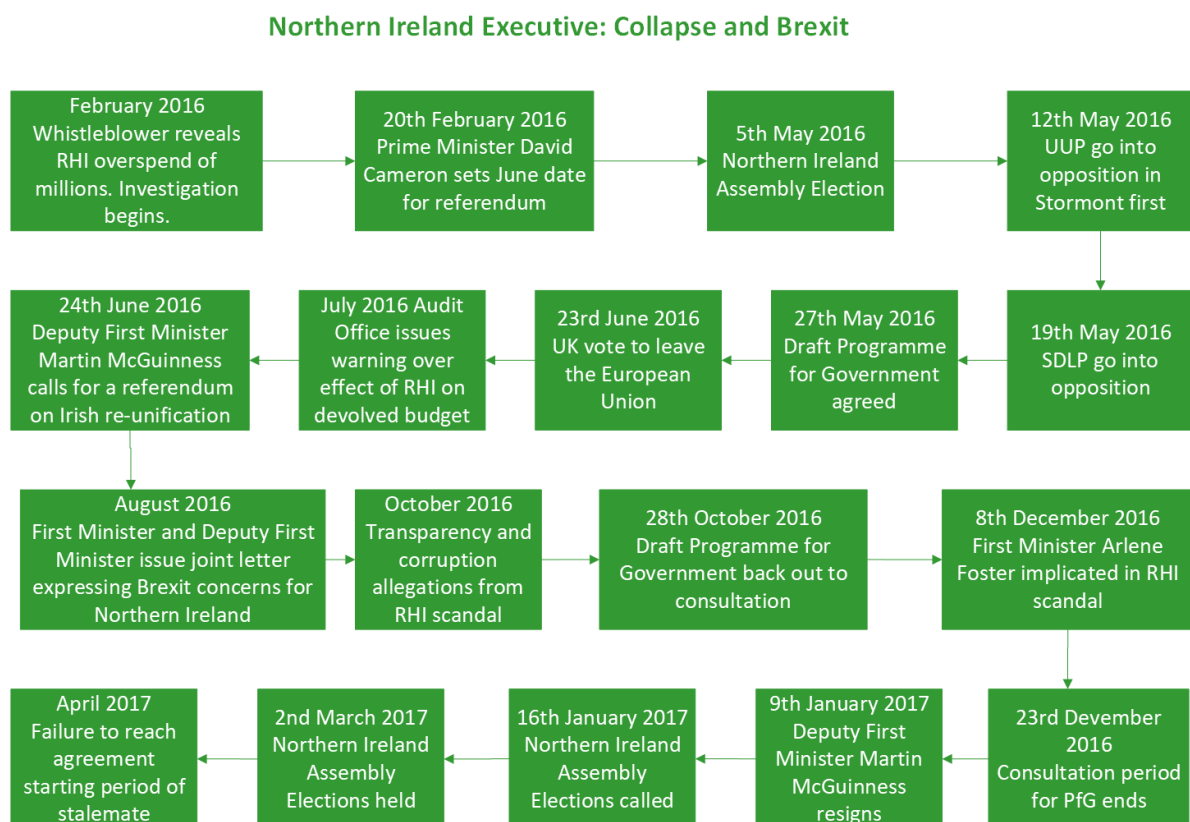 Northern Ireland Executive: Collapse and Brexit
February 2016
Whistleblower reveals
RHI overspend of
millions. Investigation
begins.
20th February 2016
Prime Minister David
Cameron sets June date
for referendum
5th May 2016
Northern Ireland
Assembly Election
12th May 2016
UUP go into
opposition in
Stormont first
19th May 2016
SDLP go into
opposition
27th May 2016
Draft Programme
for Government
agreed
23rd June 2016
UK vote to leave
the European
Union
July 2016 Audit
Office issues
warning over
effect of RHI on
devolved budget
24th June 2016
Deputy First Minister
Martin McGuinness
calls for a referendum
on Irish re-unification
August 2016
First Minister and Deputy First
Minister issue joint letter
expressing Brexit concerns for
Northern Ireland
October 2016
Transparency and
corruption
allegations from
RHI scandal
28th October 2016
Draft Programme for
Government back out to
consultation
8th December 2016
First Minister Arlene
Foster implicated in RHI
scandal
23rd Devember
2016
Consultation period
for PfG ends
9th January 2017
Deputy First
Minister Martin
McGuinness
resigns
16th January 2017
Northern Ireland
Assembly
Elections called
2nd March 2017
Northern Ireland
Assembly
Elections held
April 2017
Failure to reach
agreement
starting period of
stalemate